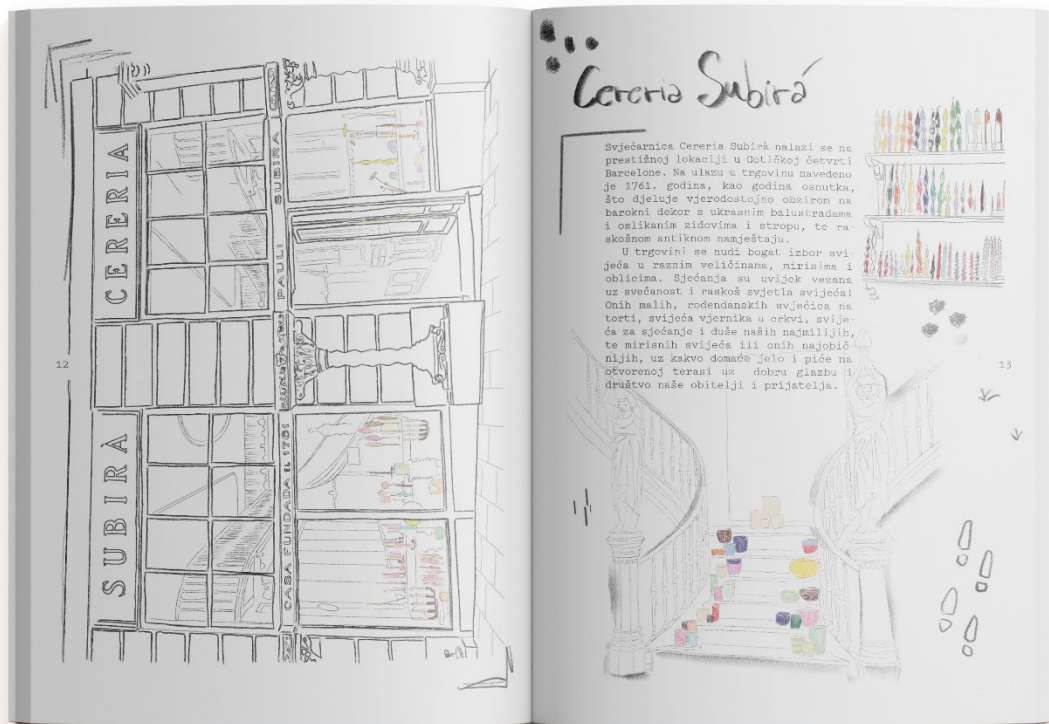 12
SUBIRÀ CERERIA
CASA FUNDADA EL 1761 PAULI SUBIRA
Cereria Subirá
Svjećarnica Cereria Subirà nalazi se na
prestižnoj lokaciji u Gotičkoj četvrti
Barcelone. Na ulazu u trgovinu navedeno
je 1761. godina, kao godina osnutka,
što djeluje vjerodostojno obzirom na
barokni dekor s ukrasnim balustradama
i oslikanim zidovima i stropu, te ra-
skošnom antiknom namještaju.
U trgovini se nudi bogat izbor svi-
jeća u raznim veličinama, mirisima i
oblicima. Sjećanja su uvijek vezana
uz svečanost i raskoš svjetla svijeća!
Onih malih, rođendanskih svjećica na
torti, svijeća vjernika u crkvi, svije-
ća za sjećanje i duše naših najmilijih,
te mirisnih svijeća ili onih najobič-
nijih, uz kakvo domaće jelo i piće na
otvorenoj terasi uz dobru glazbu i
društvo naše obitelji i prijatelja.
13